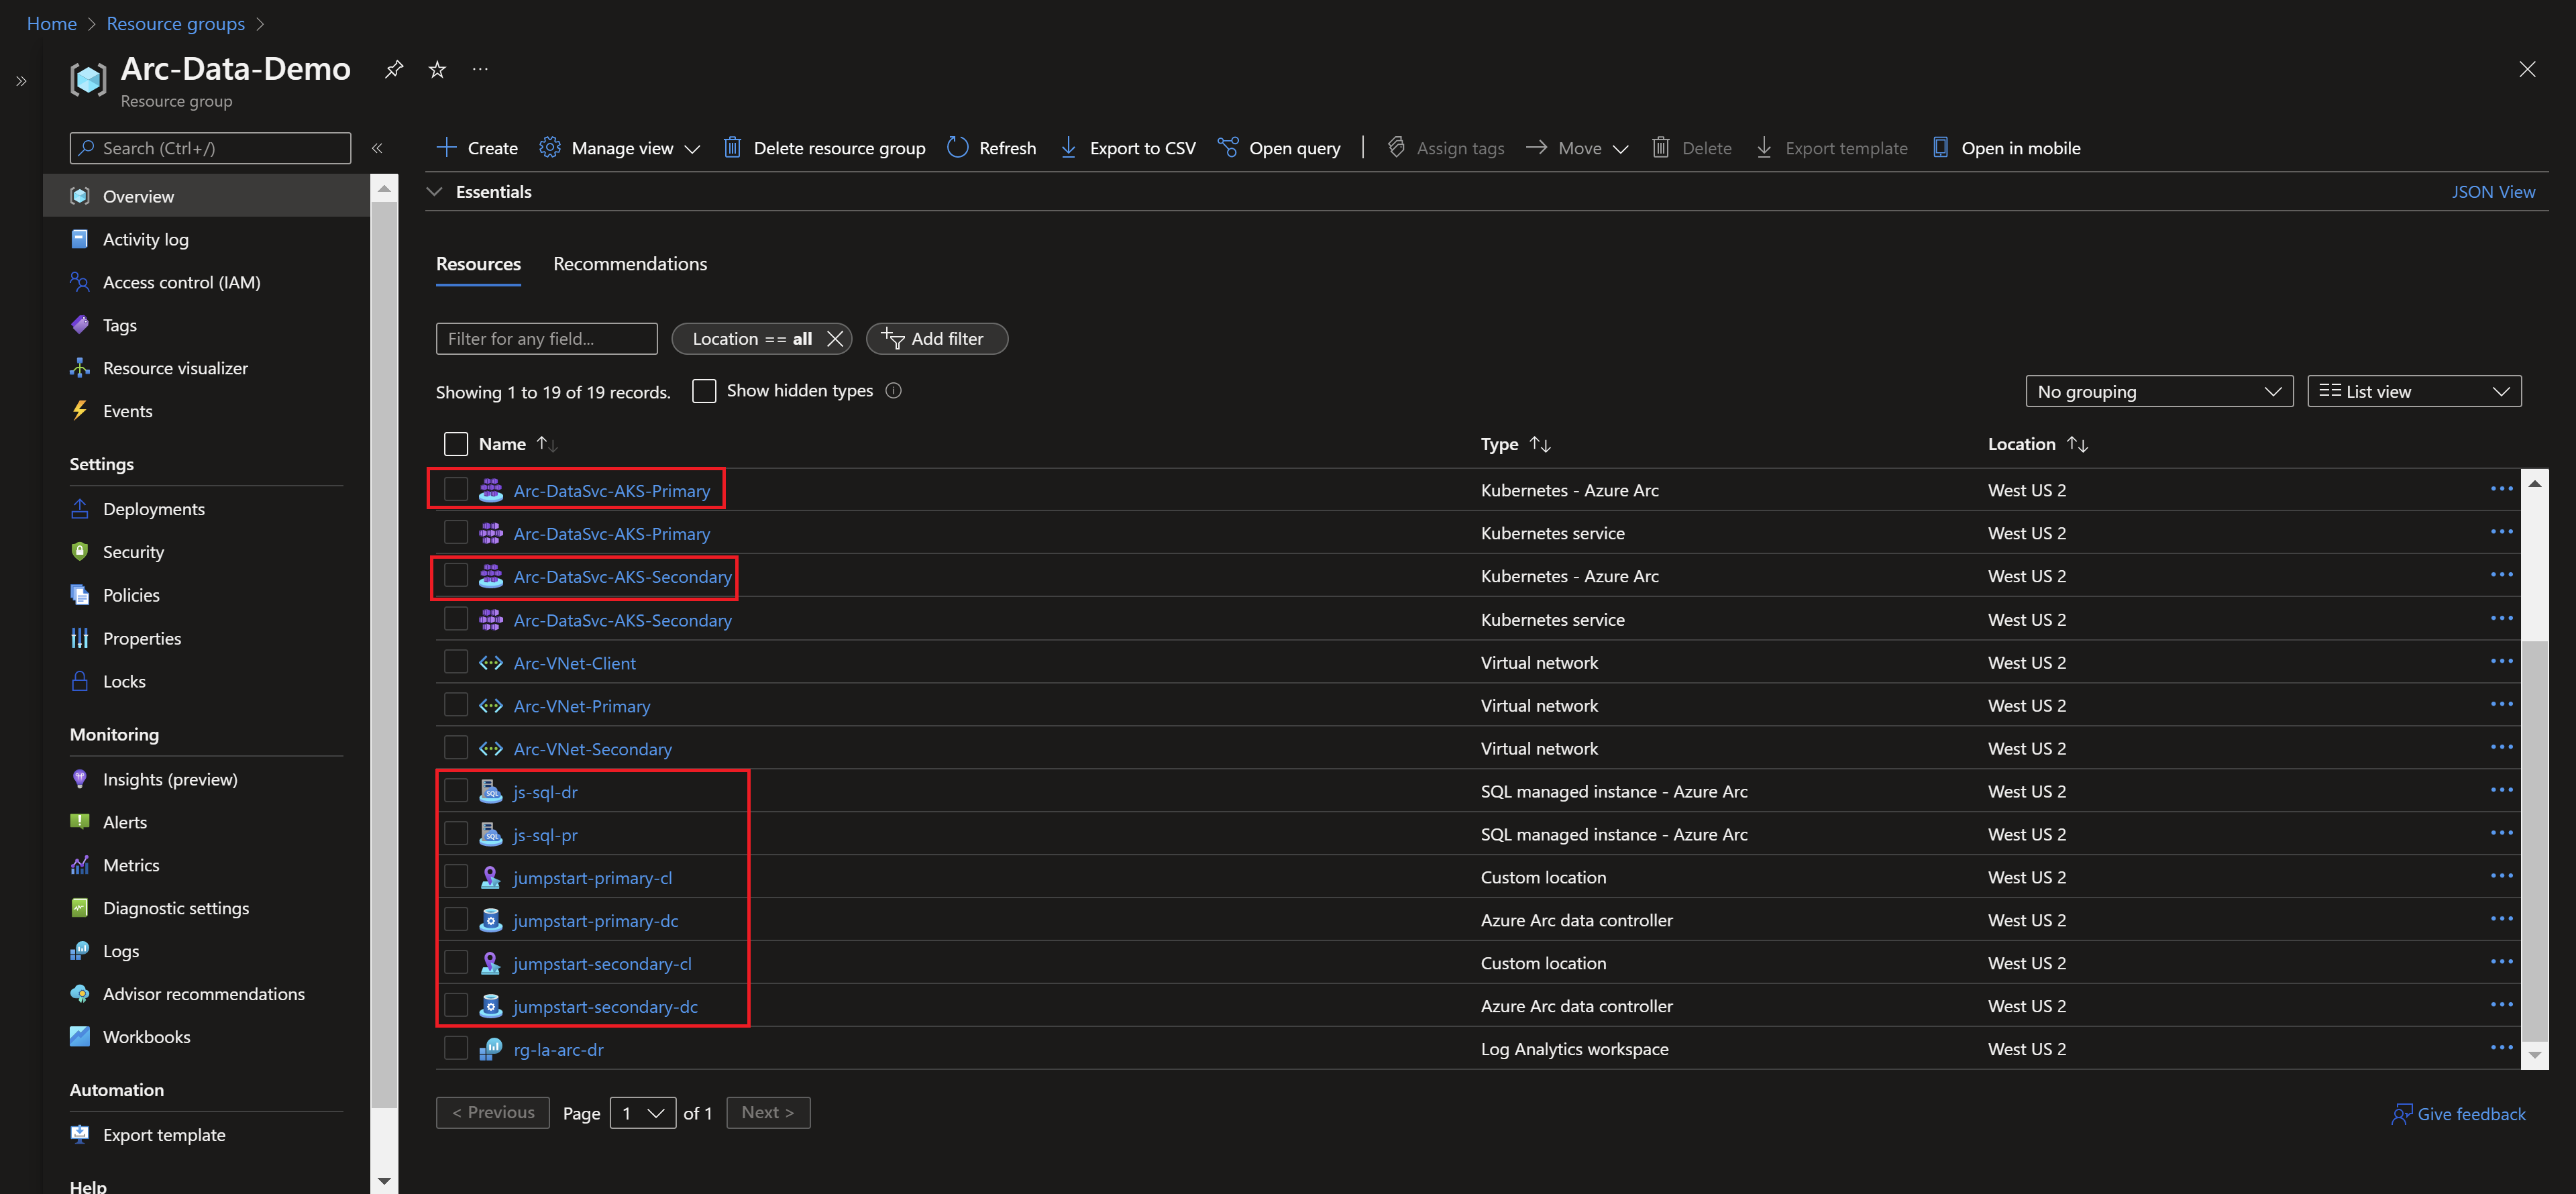 Home > Resource groups >
Arc-Data-Demo
Resource group
Search (Ctrl+/)
Create Manage view Delete resource group Refresh Export to CSV Open query Assign tags Move Delete Export template Open in mobile
Essentials JSON View
Overview
Activity log
Access control (IAM)
Tags
Resource visualizer
Events
Settings
Deployments
Security
Policies
Properties
Locks
Monitoring
Insights (preview)
Alerts
Metrics
Diagnostic settings
Logs
Advisor recommendations
Workbooks
Automation
Export template
Help
Resources Recommendations
Filter for any field... Location == all Add filter
Showing 1 to 19 of 19 records. Show hidden types No grouping List view
Name Type Location
Arc-DataSvc-AKS-Primary Kubernetes - Azure Arc West US 2
Arc-DataSvc-AKS-Primary Kubernetes service West US 2
Arc-DataSvc-AKS-Secondary Kubernetes - Azure Arc West US 2
Arc-DataSvc-AKS-Secondary Kubernetes service West US 2
Arc-VNet-Client Virtual network West US 2
Arc-VNet-Primary Virtual network West US 2
Arc-VNet-Secondary Virtual network West US 2
js-sql-dr SQL managed instance - Azure Arc West US 2
js-sql-pr SQL managed instance - Azure Arc West US 2
jumpstart-primary-cl Custom location West US 2
jumpstart-primary-dc Azure Arc data controller West US 2
jumpstart-secondary-cl Custom location West US 2
jumpstart-secondary-dc Azure Arc data controller West US 2
rg-la-arc-dr Log Analytics workspace West US 2
< Previous Page 1 of 1 Next >
Give feedback